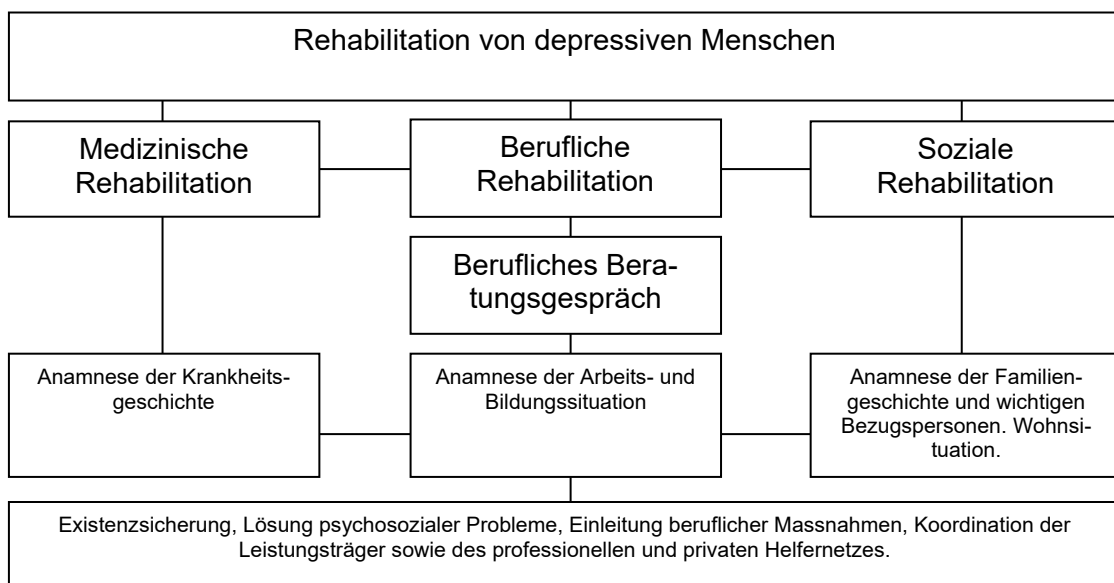 Rehabilitation von depressiven Menschen
Medizinische
Rehabilitation
Berufliche
Rehabilitation
Soziale
Rehabilitation
Berufliches Bera-
tungsgespräch
Anamnese der Krankheits-
geschichte
Anamnese der Arbeits- und
Bildungssituation
Anamnese der Familien-
geschichte und wichtigen
Bezugspersonen. Wohnsi-
tuation.
Existenzsicherung, Lösung psychosozialer Probleme, Einleitung beruflicher Massnahmen, Koordination der
Leistungsträger sowie des professionellen und privaten Helfernetzes.